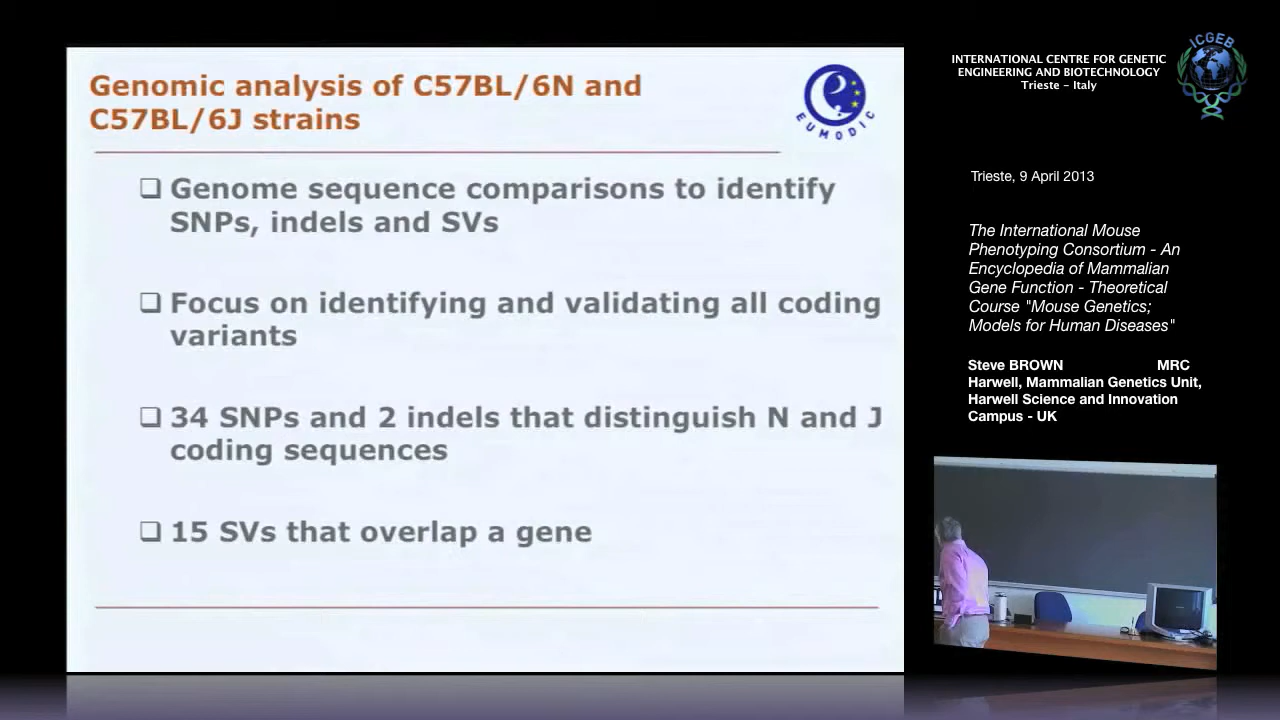 Genomic analysis of C57BL/6N and
C57BL/6J strains
EUMODIC
Genome sequence comparisons to identify
SNPs, indels and SVs
Focus on identifying and validating all coding
variants
34 SNPs and 2 indels that distinguish N and J
coding sequences
15 SVs that overlap a gene
INTERNATIONAL CENTRE FOR GENETIC
ENGINEERING AND BIOTECHNOLOGY
Trieste - Italy
ICGEB
Trieste, 9 April 2013
The International Mouse
Phenotyping Consortium - An
Encyclopedia of Mammalian
Gene Function - Theoretical
Course "Mouse Genetics;
Models for Human Diseases"
Steve BROWN MRC
Harwell, Mammalian Genetics Unit,
Harwell Science and Innovation
Campus - UK